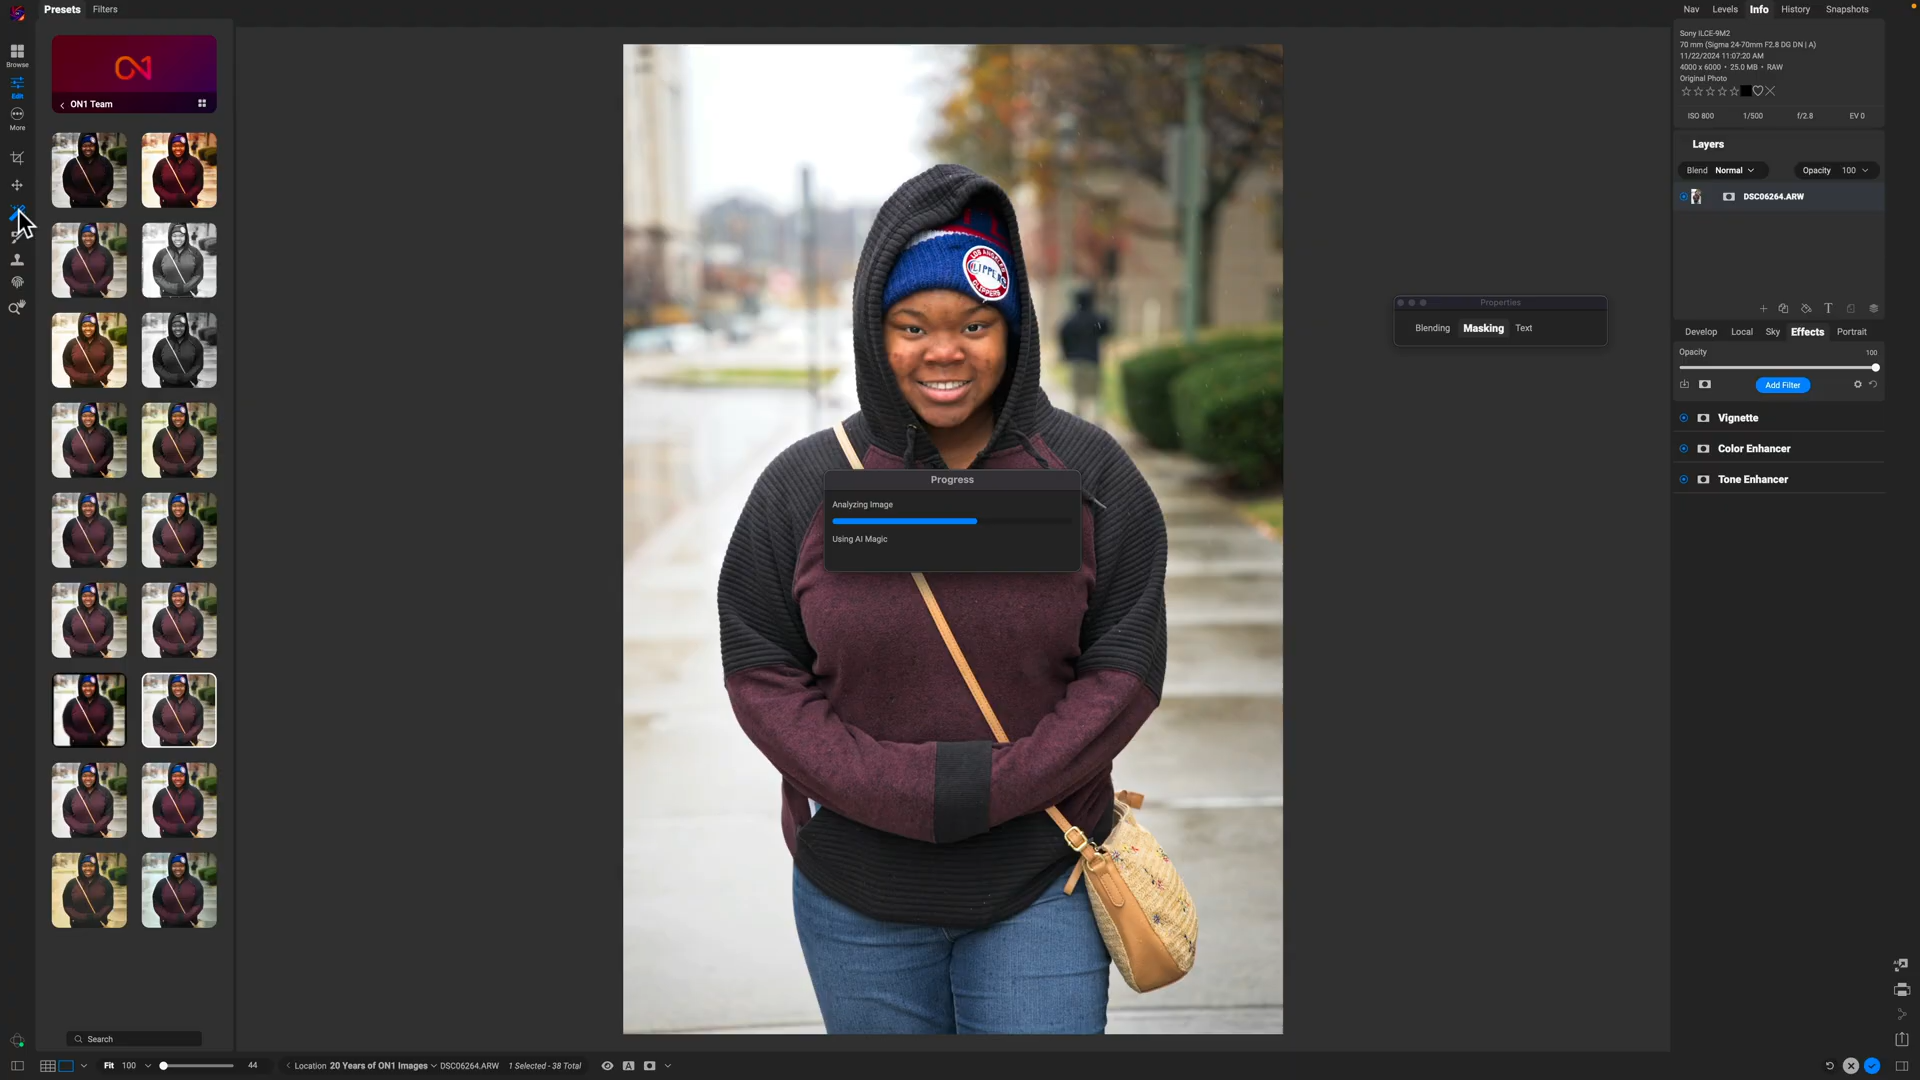 Presets Filters
Nav Levels Info History Snapshots
Browse
Edit
More
ON1 Team
Sony ILCE-9M2
70 mm (Sigma 24-70mm F2.8 DG DN | A)
11/22/2024 11:07:20 AM
4000 x 6000 • 25.0 MB • RAW
Original Photo
ISO 800 1/500 f/2.8 EV 0
Layers
Blend Normal Opacity 100
DSC06264.ARW
T
Develop Local Sky Effects Portrait
Opacity 100
Add Filter
Vignette
Color Enhancer
Tone Enhancer
Properties
Blending Masking Text
LOS ANGELES
CLIPPERS
Progress
Analyzing Image
Using AI Magic
Search
Fit 100 44 Location 20 Years of ON1 Images DSC06264.ARW 1 Selected - 38 Total A